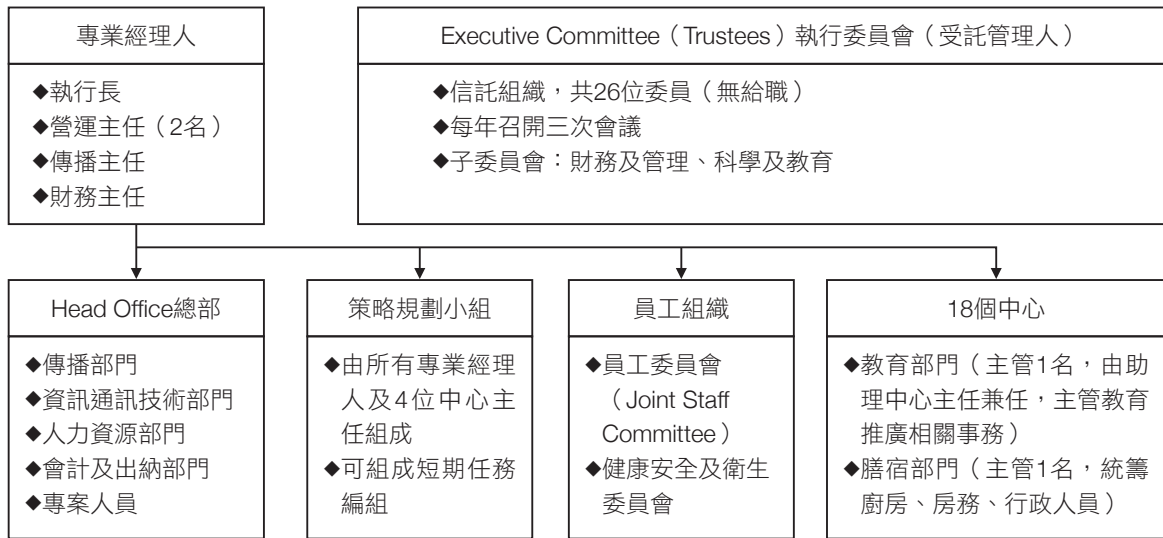 專業經理人
◆執行長
◆營運主任（2名）
◆傳播主任
◆財務主任
Executive Committee（Trustees）執行委員會（受託管理人）
◆信託組織，共26位委員（無給職）
◆每年召開三次會議
◆子委員會：財務及管理、科學及教育
Head Office總部
◆傳播部門
◆資訊通訊技術部門
◆人力資源部門
◆會計及出納部門
◆專案人員
策略規劃小組
◆由所有專業經理
人及4位中心主
任組成
◆可組成短期任務
編組
員工組織
◆員工委員會
（Joint Staff
Committee）
◆健康安全及衛生
委員會
18個中心
◆教育部門（主管1名，由助
理中心主任兼任，主管教育
推廣相關事務）
◆膳宿部門（主管1名，統籌
廚房、房務、行政人員）